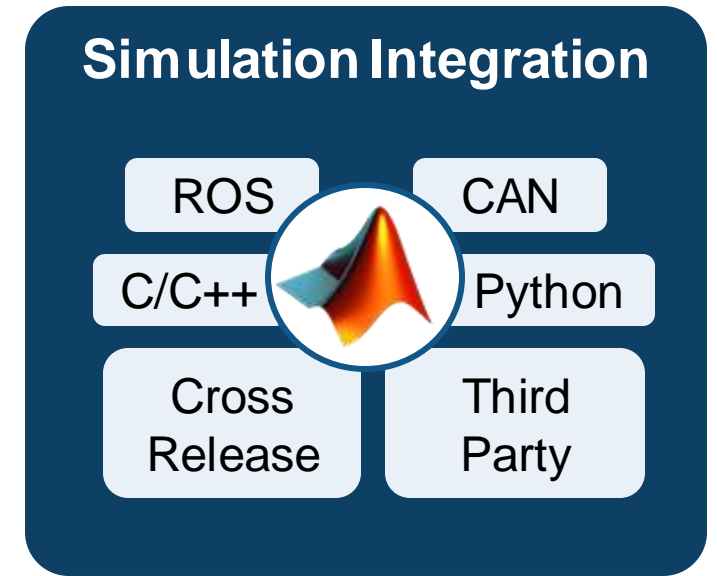 Simulation Integration
ROS
CAN
C/C++
Python
Cross
Release
Third
Party